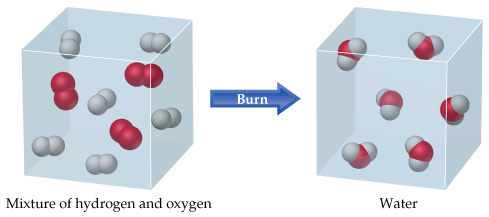 Burn
Mixture of hydrogen and oxygen
Water